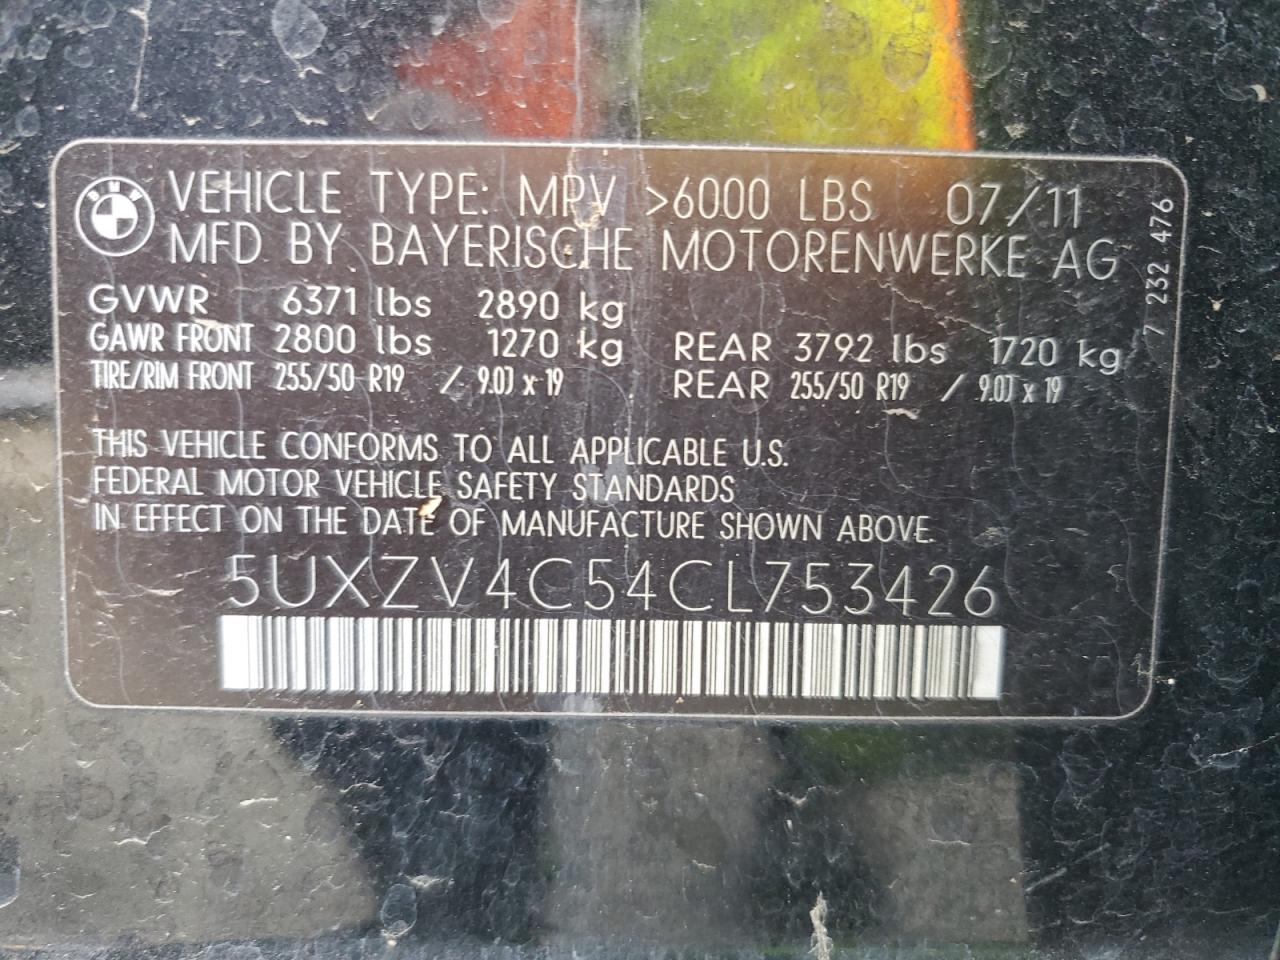 BMW
VEHICLE TYPE: MPV >6000 LBS 07/11
MFD BY BAYERISCHE MOTORENWERKE AG
GVWR 6371 lbs 2890 kg
GAWR FRONT 2800 lbs 1270 kg REAR 3792 lbs 1720 kg
TIRE/RIM FRONT 255/50 R19 / 9.0J x 19 REAR 255/50 R19 / 9.0J x 19
THIS VEHICLE CONFORMS TO ALL APPLICABLE U.S.
FEDERAL MOTOR VEHICLE SAFETY STANDARDS
IN EFFECT ON THE DATE OF MANUFACTURE SHOWN ABOVE.
5UXZV4C54CL753426
7 232 476